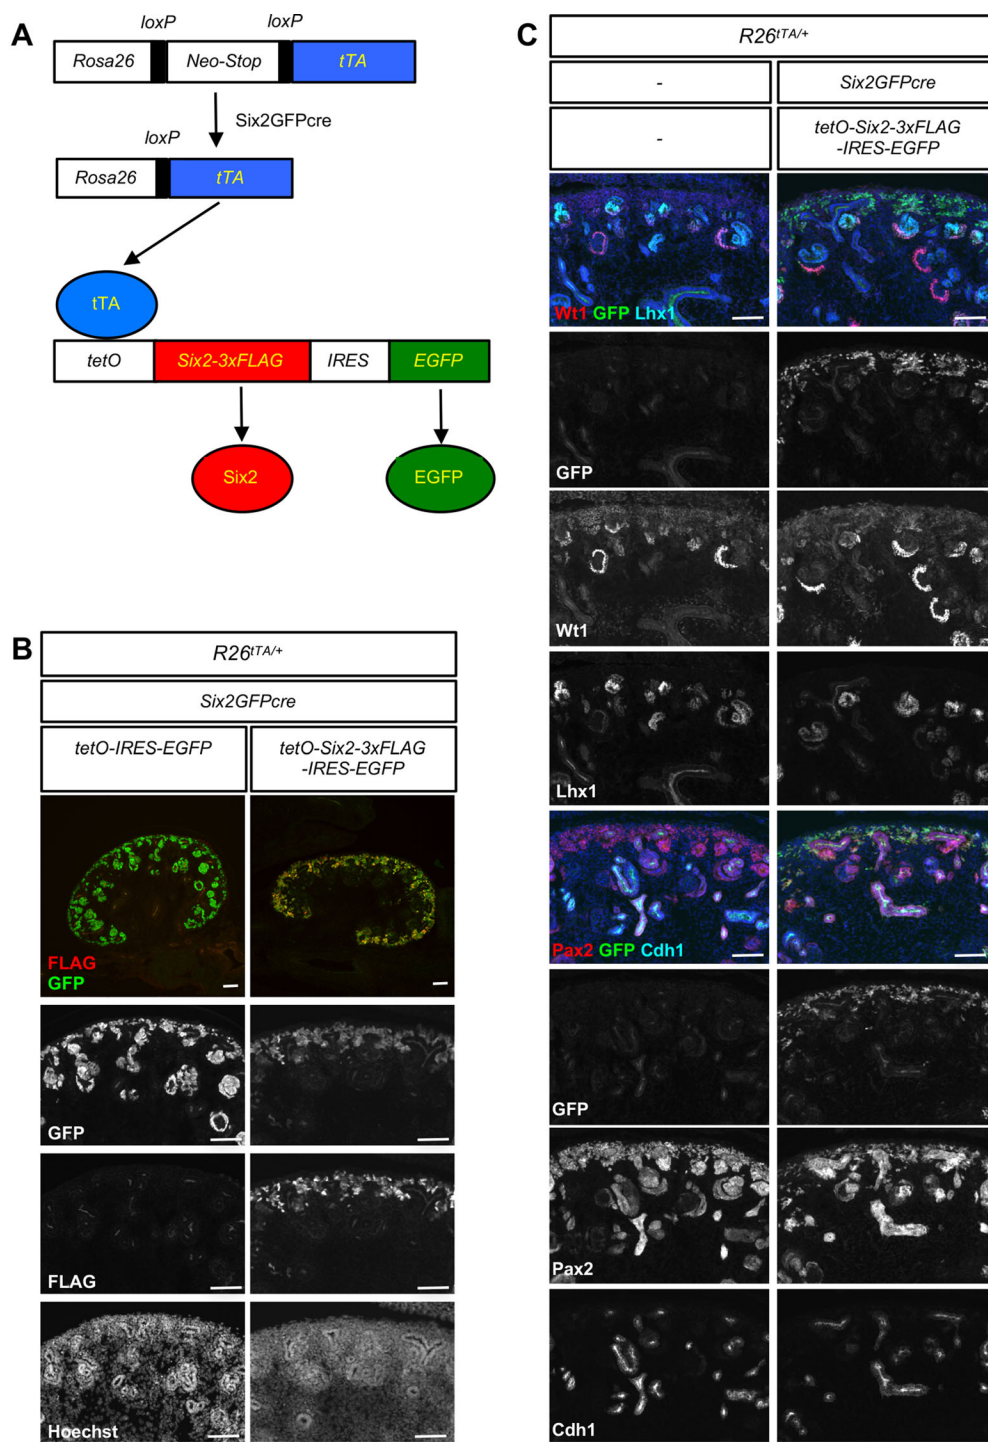 A
loxP
loxP
Rosa26
Neo-Stop
tTA
Six2GFPcre
loxP
Rosa26
tTA
tTA
tetO
Six2-3xFLAG
IRES
EGFP
Six2
EGFP
B
R26tTA/+
Six2GFPcre
tetO-IRES-EGFP
tetO-Six2-3xFLAG
-IRES-EGFP
FLAG
GFP
GFP
FLAG
Hoechst
C
R26tTA/+
-
Six2GFPcre
-
tetO-Six2-3xFLAG
-IRES-EGFP
Wt1 GFP Lhx1
GFP
Wt1
Lhx1
Pax2 GFP Cdh1
GFP
Pax2
Cdh1